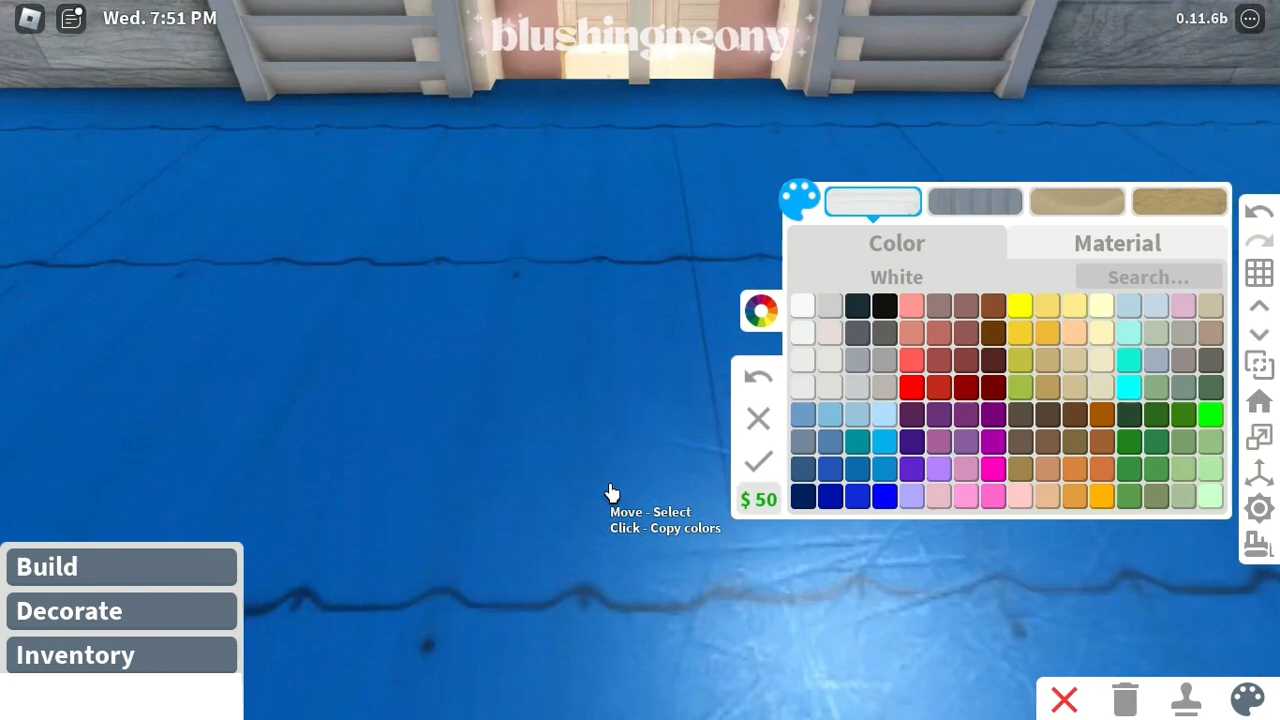 Wed. 7:51 PM
blushingpeony
0.11.6b
Color
Material
White
Search...
$ 50
Move - Select
Click - Copy colors
Build
Decorate
Inventory